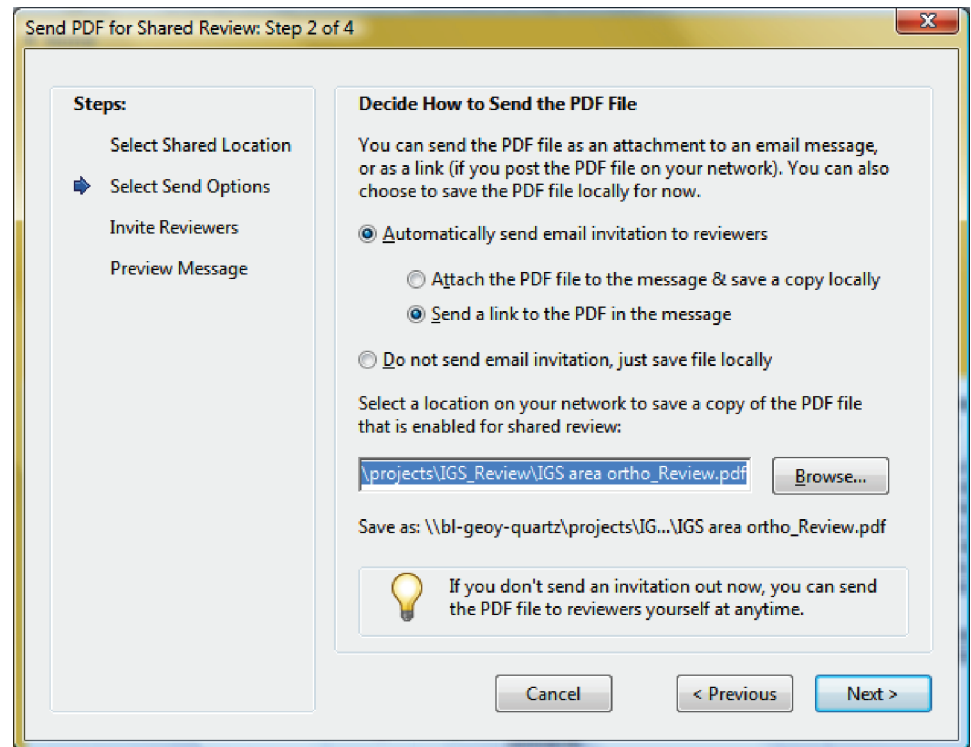 Send PDF for Shared Review: Step 2 of 4
Steps:
Select Shared Location
Select Send Options
Invite Reviewers
Preview Message
Decide How to Send the PDF File
You can send the PDF file as an attachment to an email message,
or as a link (if you post the PDF file on your network). You can also
choose to save the PDF file locally for now.
Automatically send email invitation to reviewers
Attach the PDF file to the message & save a copy locally
Send a link to the PDF in the message
Do not send email invitation, just save file locally
Select a location on your network to save a copy of the PDF file
that is enabled for shared review:
\projects\IGS_Review\IGS area ortho_Review.pdf
Browse...
Save as: \\bl-geoy-quartz\projects\IG...\IGS area ortho_Review.pdf
If you don't send an invitation out now, you can send
the PDF file to reviewers yourself at anytime.
Cancel
< Previous
Next >